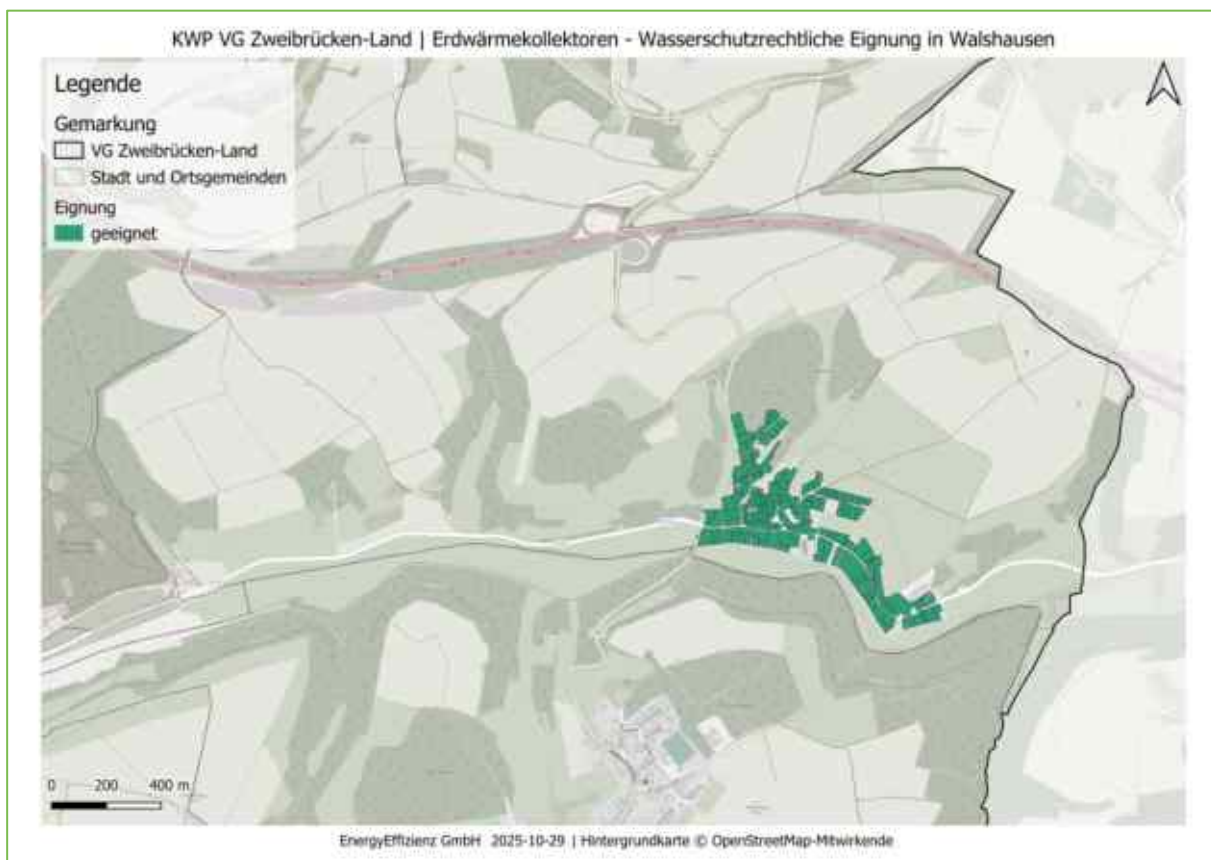 KWP VG Zweibrücken-Land | Erdwärmekollektoren - Wasserschutzrechtliche Eignung in Walshausen
Legende
Gemarkung
VG Zweibrücken-Land
Stadt und Ortsgemeinden
Eignung
geeignet
0 200 400 m
EnergyEffizienz GmbH 2025-10-29 | Hintergrundkarte © OpenStreetMap-Mitwirkende